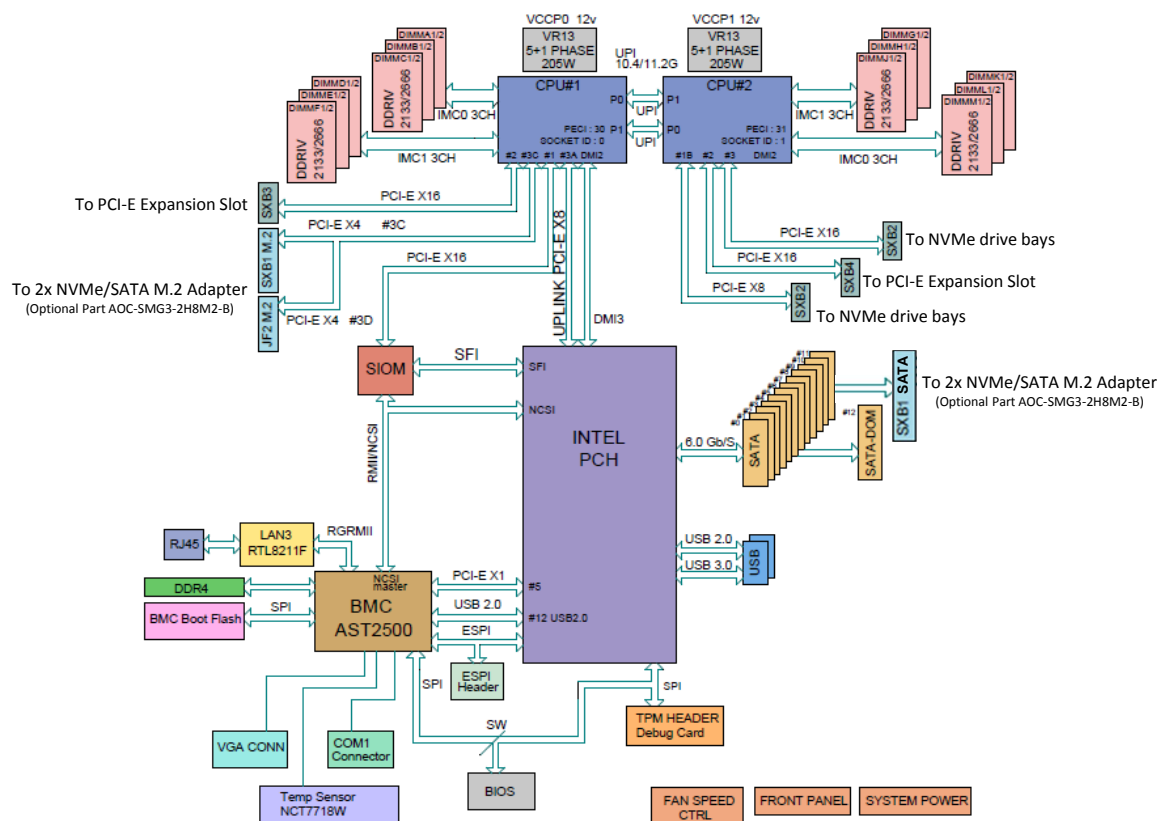 VCCP0 12v
VR13
5+1 PHASE
205W
VCCP1 12v
VR13
5+1 PHASE
205W
UPI
10.4/11.2G
DIMMA1/2
DIMMB1/2
DIMMC1/2
DDRIV
2133/2666
DIMMD1/2
DIMME1/2
DIMMF1/2
DDRIV
2133/2666
DIMMG1/2
DIMMH1/2
DIMMJ1/2
DDRIV
2133/2666
DIMMK1/2
DIMML1/2
DIMMM1/2
DDRIV
2133/2666
IMC0 3CH
IMC1 3CH
IMC1 3CH
IMC0 3CH
CPU#1
P0
P1
PECI : 30
SOCKET ID : 0
#2 #3C #1 #3A DMI2
UPI
UPI
CPU#2
P1
P0
PECI : 31
SOCKET ID : 1
#1B #2 #3 DMI2
To PCI-E Expansion Slot
SXB3
PCI-E X16
PCI-E X4 #3C
SXB1 M.2
To 2x NVMe/SATA M.2 Adapter
(Optional Part AOC-SMG3-2H8M2-B)
JF2 M.2
PCI-E X4 #3D
PCI-E X16
UPLINK PCI-E X8
DMI3
PCI-E X16
SXB2
To NVMe drive bays
PCI-E X16
SXB4
To PCI-E Expansion Slot
PCI-E X8
SXB2
To NVMe drive bays
SIOM
SFI
SFI
NCSI
INTEL
PCH
RMII/NCSI
6.0 Gb/S
SATA
#0
#12
SATA-DOM
SXB1 SATA
To 2x NVMe/SATA M.2 Adapter
(Optional Part AOC-SMG3-2H8M2-B)
USB 2.0
USB 3.0
USB
RJ45
LAN3
RTL8211F
RGRMII
DDR4
BMC Boot Flash
SPI
NCSI
master
BMC
AST2500
PCI-E X1
#5
USB 2.0
#12 USB2.0
ESPI
ESPI
Header
SPI
SPI
SW
BIOS
TPM HEADER
Debug Card
VGA CONN
COM1
Connector
Temp Sensor
NCT7718W
FAN SPEED
CTRL
FRONT PANEL
SYSTEM POWER